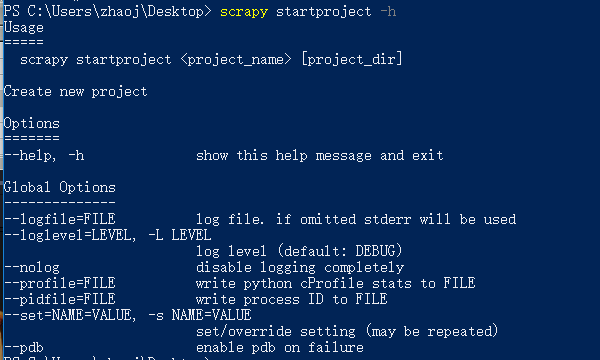 PS C:\Users\zhaoj\Desktop> scrapy startproject -h
Usage
=====
scrapy startproject <project_name> [project_dir]
Create new project
Options
=======
--help, -h show this help message and exit
Global Options
--------------
--logfile=FILE log file. if omitted stderr will be used
--loglevel=LEVEL, -L LEVEL
log level (default: DEBUG)
--nolog disable logging completely
--profile=FILE write python cProfile stats to FILE
--pidfile=FILE write process ID to FILE
--set=NAME=VALUE, -s NAME=VALUE
set/override setting (may be repeated)
--pdb enable pdb on failure
PS C:\Users\zhaoj\Desktop>